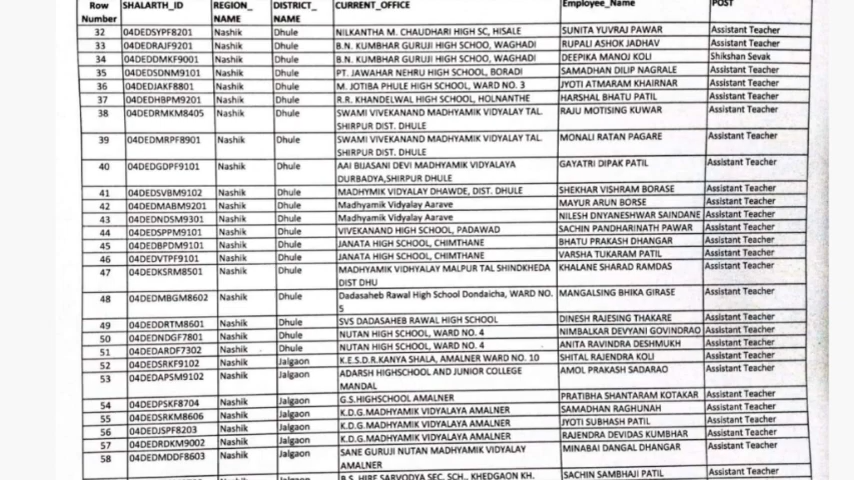 Row SHALARTH_ID REGION_ DISTRICT_ CURRENT_OFFICE Employee_Name POST
Number NAME NAME
32 04DEDSYPF8201 Nashik Dhule NILKANTHA M. CHAUDHARI HIGH SC, HISALE SUNITA YUVRAJ PAWAR Assistant Teacher
33 04DEDRAJF9201 Nashik Dhule B.N. KUMBHAR GURUJI HIGH SCHOO, WAGHADI RUPALI ASHOK JADHAV Assistant Teacher
34 04DEDDMKF9001 Nashik Dhule B.N. KUMBHAR GURUJI HIGH SCHOO, WAGHADI DEEPIKA MANOJ KOLI Shikshan Sevak
35 04DEDSDNM9101 Nashik Dhule PT. JAWAHAR NEHRU HIGH SCHOOL, BORADI SAMADHAN DILIP NAGRALE Assistant Teacher
36 04DEDJAKF8801 Nashik Dhule M. JOTIBA PHULE HIGH SCHOOL, WARD NO. 3 JYOTI ATMARAM KHAIRNAR Assistant Teacher
37 04DEDHBPM9201 Nashik Dhule R.R. KHANDELWAL HIGH SCHOOL, HOLNANTHE HARSHAL BHATU PATIL Assistant Teacher
38 04DEDRMKM8405 Nashik Dhule SWAMI VIVEKANAND MADHYAMIK VIDYALAY TAL. RAJU MOTISING KUWAR Assistant Teacher
SHIRPUR DIST. DHULE
39 04DEDMRPF8901 Nashik Dhule SWAMI VIVEKANAND MADHYAMIK VIDYALAY TAL. MONALI RATAN PAGARE Assistant Teacher
SHIRPUR DIST. DHULE
40 04DEDGDPF9101 Nashik Dhule AAI BIJASANI DEVI MADHYAMIK VIDYALAYA GAYATRI DIPAK PATIL Assistant Teacher
DURBADYA,SHIRPUR DHULE
41 04DEDSVBM9102 Nashik Dhule MADHYMIK VIDYALAY DHAWDE, DIST. DHULE SHEKHAR VISHRAM BORASE Assistant Teacher
42 04DEDMABM9201 Nashik Dhule Madhyamik Vidyalay Aarave MAYUR ARUN BORSE Assistant Teacher
43 04DEDNDSM9301 Nashik Dhule Madhyamik Vidyalay Aarave NILESH DNYANESHWAR SAINDANE Assistant Teacher
44 04DEDSPPM9101 Nashik Dhule VIVEKANAND HIGH SCHOOL, PADAWAD SACHIN PANDHARINATH PAWAR Assistant Teacher
45 04DEDBPDM9101 Nashik Dhule JANATA HIGH SCHOOL, CHIMTHANE BHATU PRAKASH DHANGAR Assistant Teacher
46 04DEDVTPF9101 Nashik Dhule JANATA HIGH SCHOOL, CHIMTHANE VARSHA TUKARAM PATIL Assistant Teacher
47 04DEDKSRM8501 Nashik Dhule MADHYAMIK VIDHYALAY MALPUR TAL SHINDKHEDA KHALANE SHARAD RAMDAS Assistant Teacher
DIST DHU
48 04DEDMBGM8602 Nashik Dhule Dadasaheb Rawal High School Dondaicha, WARD NO. MANGALSING BHIKA GIRASE Assistant Teacher
5
49 04DEDDRTM8601 Nashik Dhule SVS DADASAHEB RAWAL HIGH SCHOOL DINESH RAJESING THAKARE Assistant Teacher
50 04DEDNDGF7801 Nashik Dhule NUTAN HIGH SCHOOL, WARD NO. 4 NIMBALKAR DEVYANI GOVINDRAO Assistant Teacher
51 04DEDARDF7302 Nashik Dhule NUTAN HIGH SCHOOL, WARD NO. 4 ANITA RAVINDRA DESHMUKH Assistant Teacher
52 04DEDSRKF9102 Nashik Jalgaon K.E.S.D.R.KANYA SHALA, AMALNER WARD NO. 10 SHITAL RAJENDRA KOLI Assistant Teacher
53 04DEDAPSM9102 Nashik Jalgaon ADARSH HIGHSCHOOL AND JUNIOR COLLEGE AMOL PRAKASH SADARAO Assistant Teacher
MANDAL
54 04DEDPSKF8704 Nashik Jalgaon G.S.HIGHSCHOOL AMALNER PRATIBHA SHANTARAM KOTAKAR Assistant Teacher
55 04DEDSRKM8606 Nashik Jalgaon K.D.G.MADHYAMIK VIDYALAYA AMALNER SAMADHAN RAGHUNAH Assistant Teacher
56 04DEDJSPF8203 Nashik Jalgaon K.D.G.MADHYAMIK VIDYALAYA AMALNER JYOTI SUBHASH PATIL Assistant Teacher
57 04DEDRDKM9002 Nashik Jalgaon K.D.G.MADHYAMIK VIDYALAYA AMALNER RAJENDRA DEVIDAS KUMBHAR Assistant Teacher
58 04DEDMDDF8603 Nashik Jalgaon SANE GURUJI NUTAN MADHYAMIK VIDYALAY MINABAI DANGAL DHANGAR Assistant Teacher
AMALNER
Jalgaon B.S. HIRE SARVODYA SEC. SCH., KHEDGAON KH. SACHIN SAMBHAJI PATIL Assistant Teacher